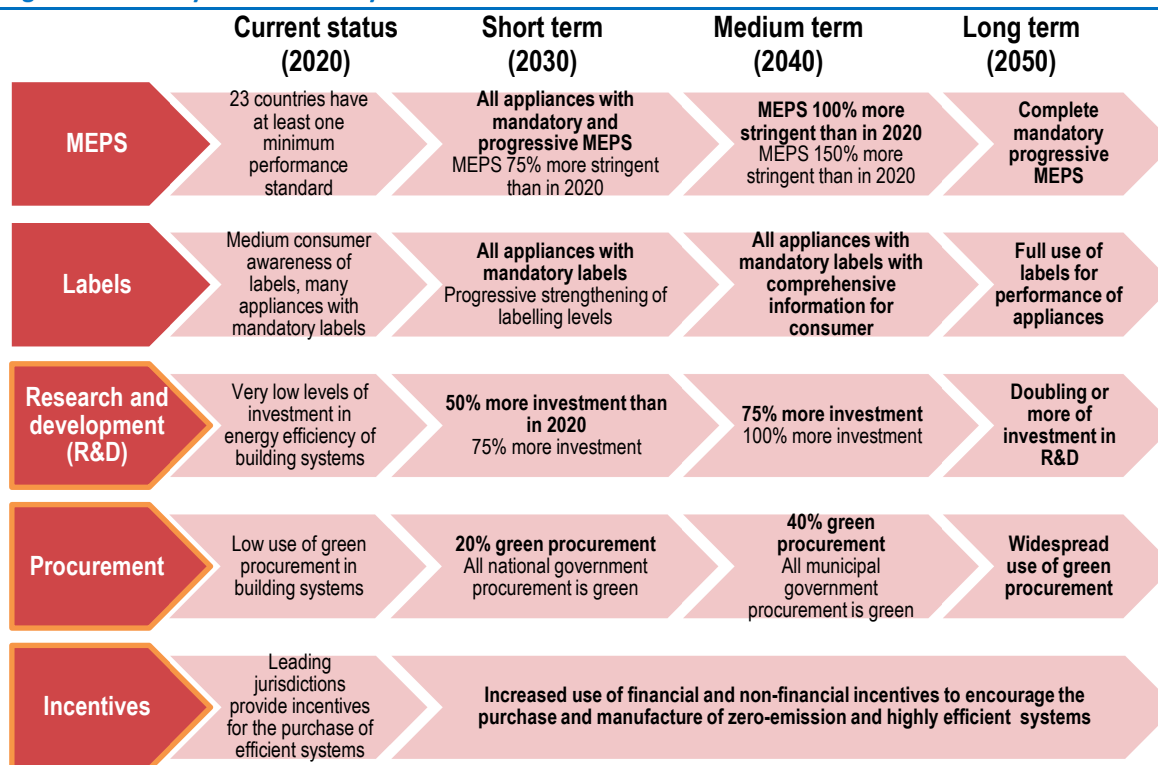 Current status
(2020)
Short term
(2030)
Medium term
(2040)
Long term
(2050)
MEPS
23 countries have
at least one
minimum
performance
standard
All appliances with
mandatory and
progressive MEPS
MEPS 75% more stringent
than in 2020
MEPS 100% more
stringent than in 2020
MEPS 150% more
stringent than in 2020
Complete
mandatory
progressive
MEPS
Labels
Medium consumer
awareness of
labels, many
appliances with
mandatory labels
All appliances with
mandatory labels
Progressive strengthening of
labelling levels
All appliances with
mandatory labels with
comprehensive
information for
consumer
Full use of
labels for
performance of
appliances
Research and
development
(R&D)
Very low levels of
investment in
energy efficiency of
building systems
50% more investment than
in 2020
75% more investment
75% more investment
100% more investment
Doubling or
more of
investment in
R&D
Procurement
Low use of green
procurement in
building systems
20% green procurement
All national government
procurement is green
40% green
procurement
All municipal
government
procurement is green
Widespread
use of green
procurement
Incentives
Leading
jurisdictions
provide incentives
for the purchase of
efficient systems
Increased use of financial and non-financial incentives to encourage the
purchase and manufacture of zero-emission and highly efficient systems